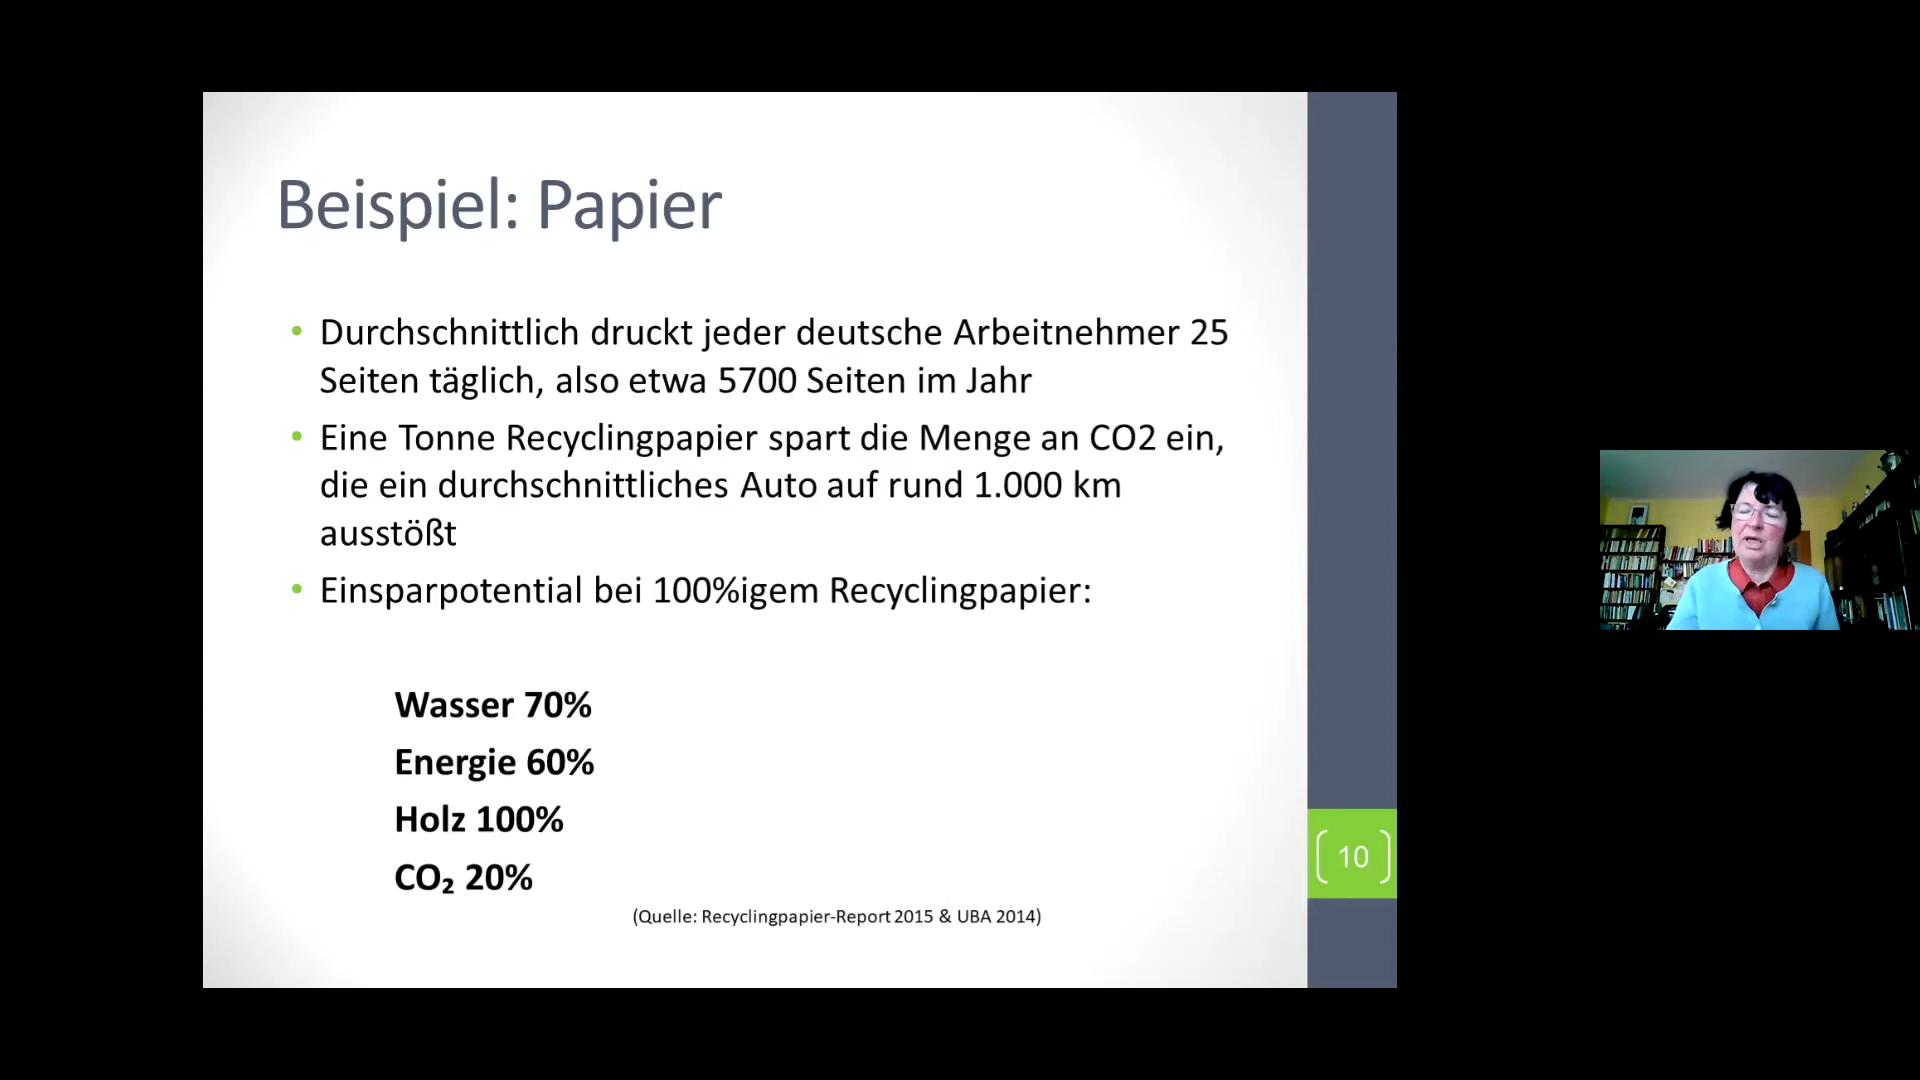 Beispiel: Papier
• Durchschnittlich druckt jeder deutsche Arbeitnehmer 25
Seiten täglich, also etwa 5700 Seiten im Jahr
• Eine Tonne Recyclingpapier spart die Menge an CO2 ein,
die ein durchschnittliches Auto auf rund 1.000 km
ausstößt
• Einsparpotential bei 100%igem Recyclingpapier:
Wasser 70%
Energie 60%
Holz 100%
CO₂ 20%
(Quelle: Recyclingpapier-Report 2015 & UBA 2014)
10